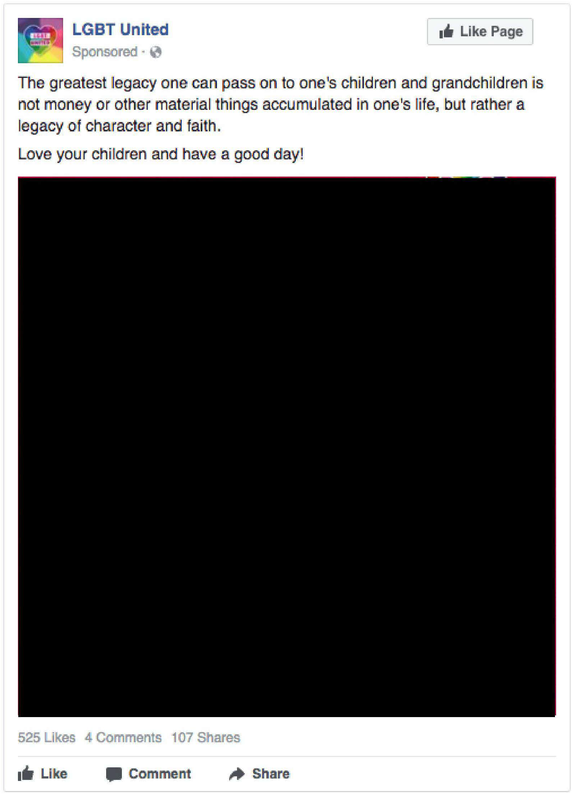 LGBT United
Like Page
Sponsored ·
The greatest legacy one can pass on to one's children and grandchildren is
not money or other material things accumulated in one's life, but rather a
legacy of character and faith.
Love your children and have a good day!
525 Likes 4 Comments 107 Shares
Like Comment Share